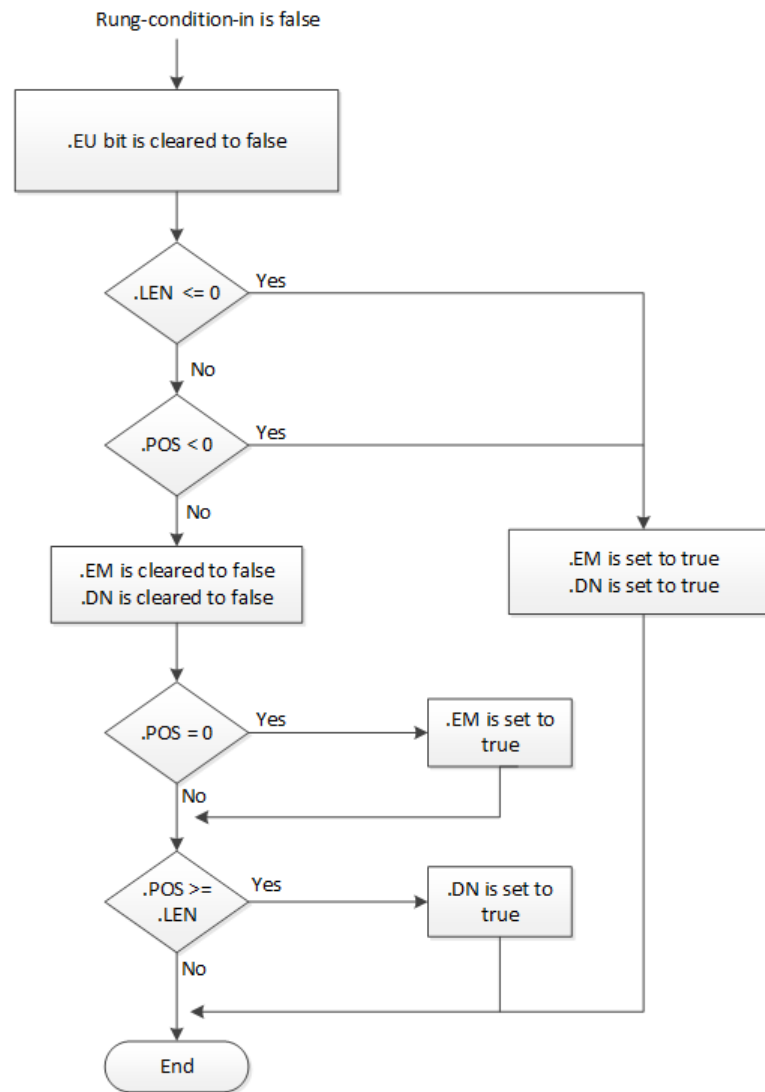 Rung-condition-in is false
.EU bit is cleared to false
.LEN <= 0
Yes
No
.POS < 0
Yes
No
.EM is cleared to false
.DN is cleared to false
.EM is set to true
.DN is set to true
.POS = 0
Yes
.EM is set to
true
No
.POS >=
.LEN
Yes
.DN is set to
true
No
End